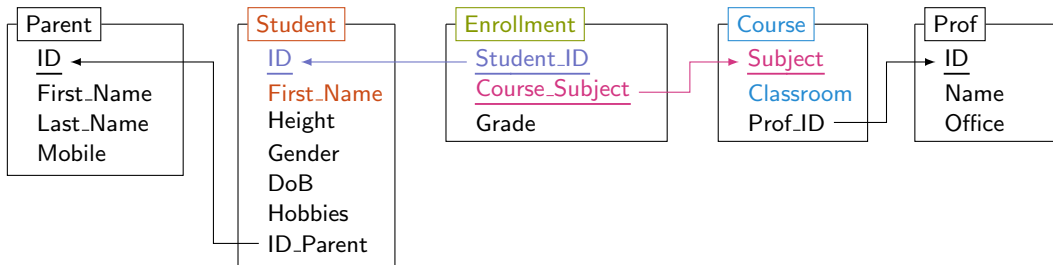 Parent
ID
First_Name
Last_Name
Mobile
Student
ID
First_Name
Height
Gender
DoB
Hobbies
ID_Parent
Enrollment
Student_ID
Course_Subject
Grade
Course
Subject
Classroom
Prof_ID
Prof
ID
Name
Office